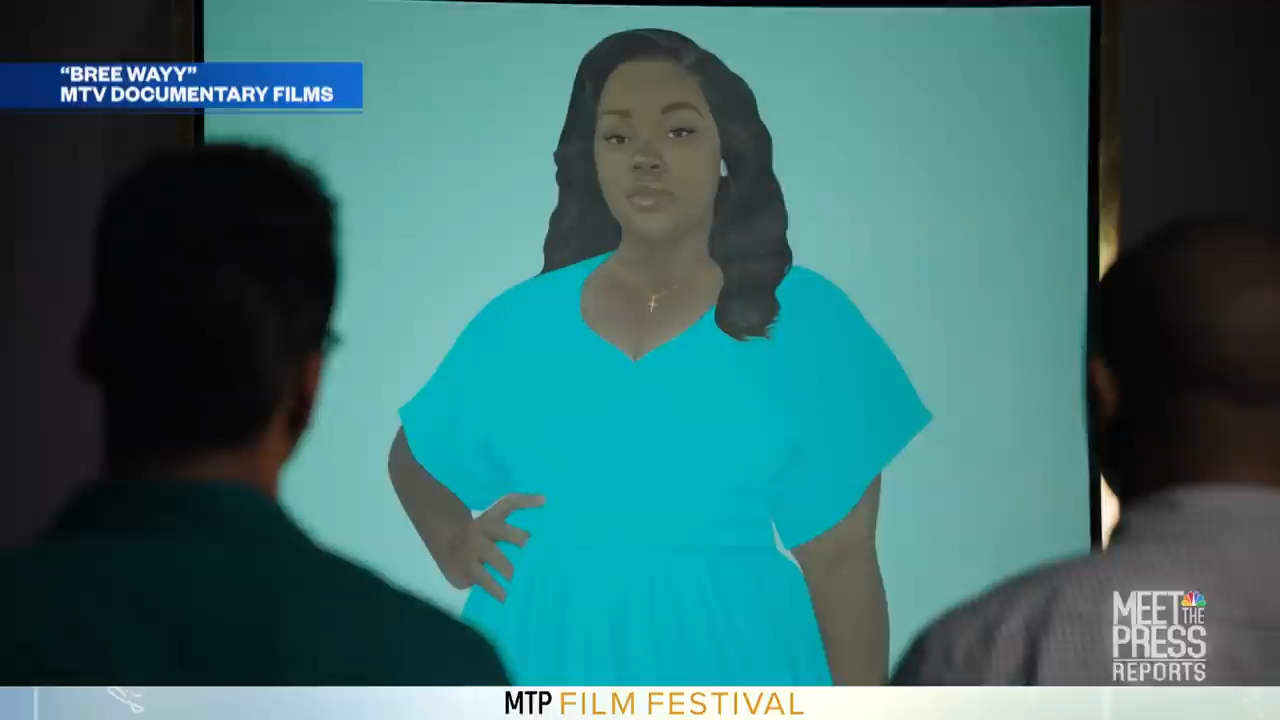 “BREE WAYY”
MTV DOCUMENTARY FILMS
MEET
THE
PRESS
REPORTS
MTP FILM FESTIVAL